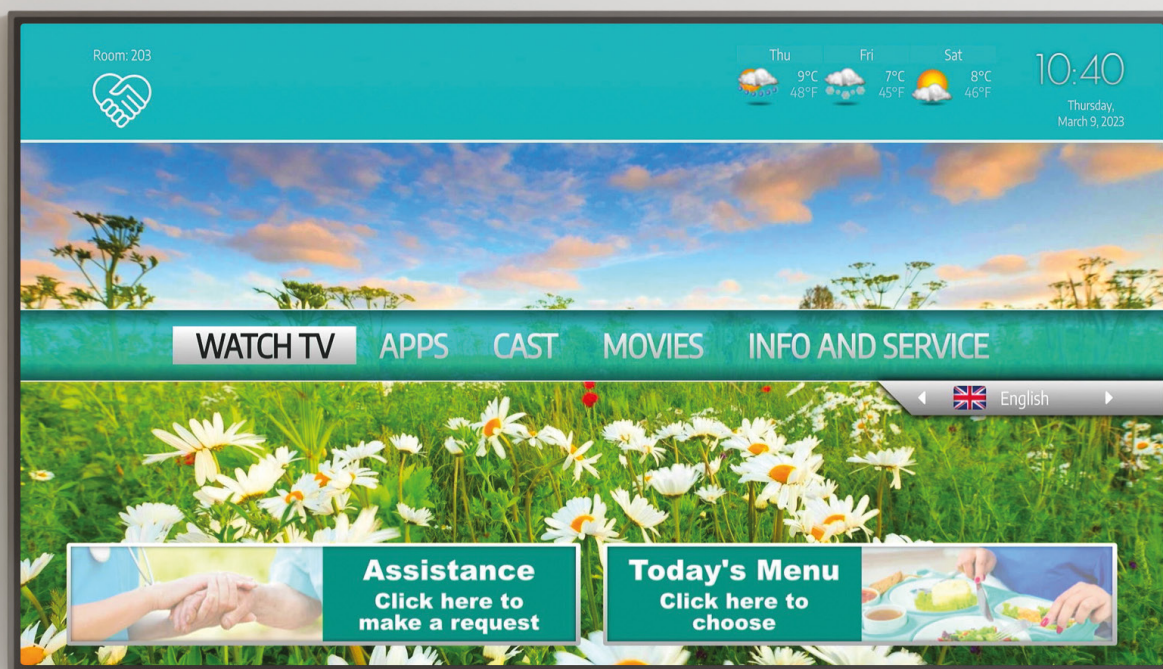 Room: 203
Thu
Fri
Sat
9°C
48°F
7°C
45°F
8°C
46°F
10:40
Thursday,
March 9, 2023
WATCH TV
APPS
CAST
MOVIES
INFO AND SERVICE
English
Assistance
Click here to
make a request
Today's Menu
Click here to
choose